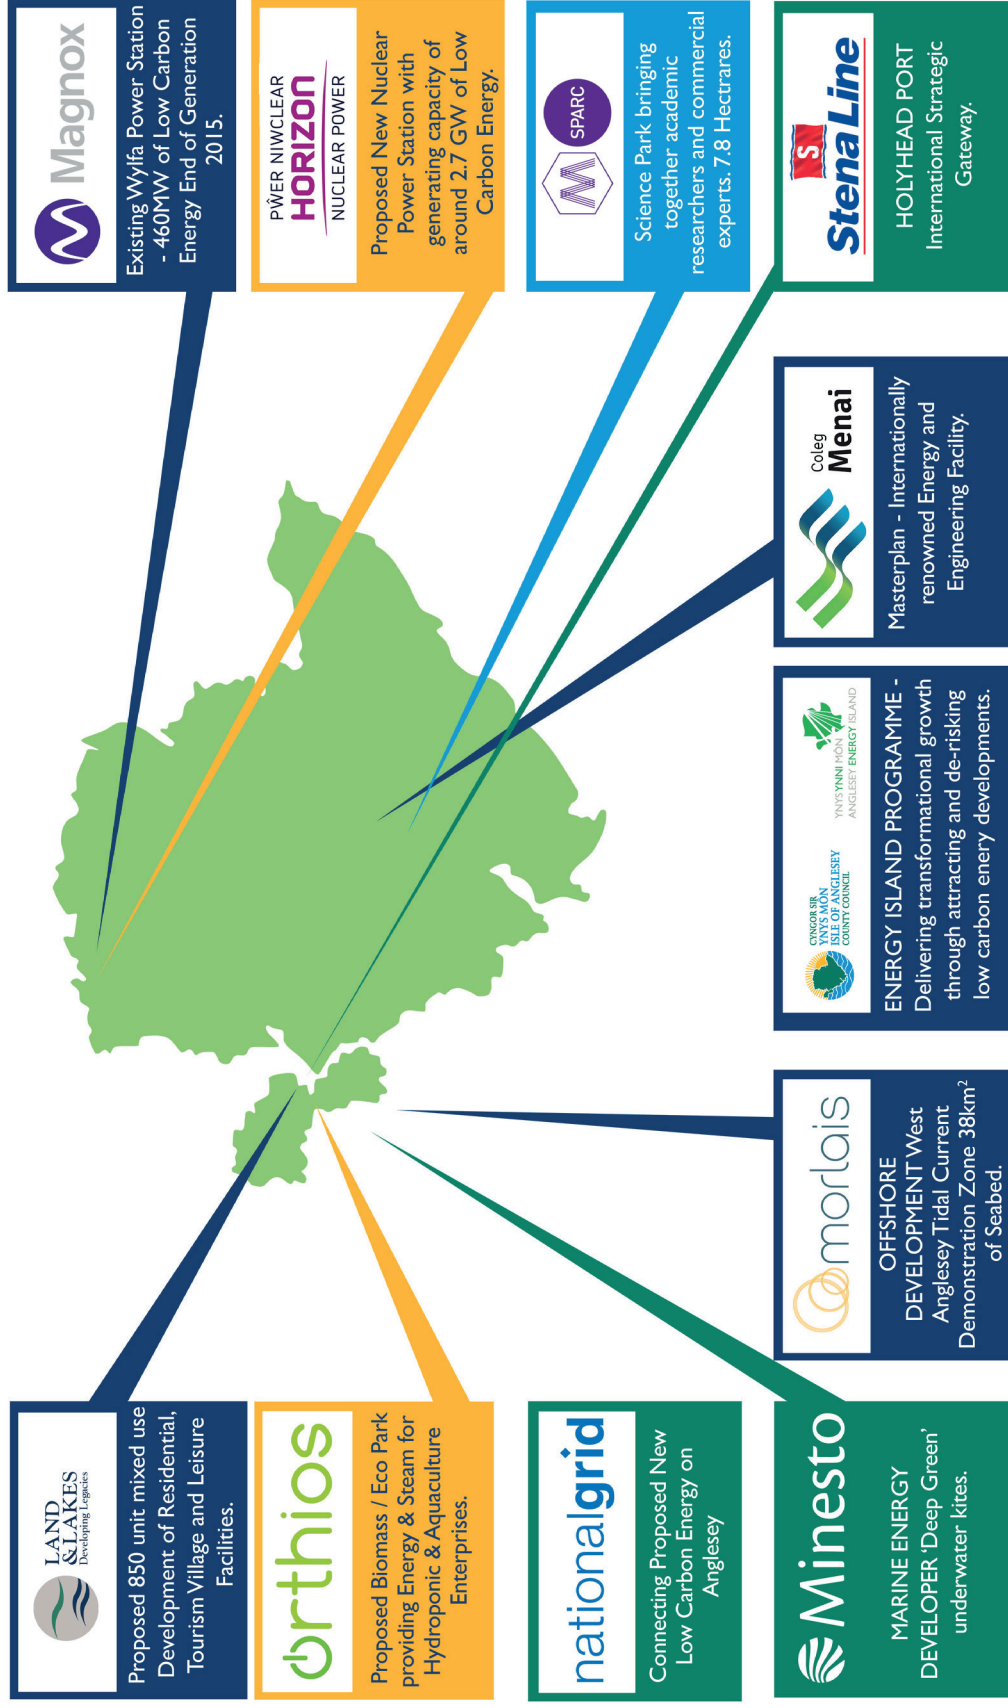 LAND
& LAKES
Developing Legacies
Proposed 850 unit mixed use
Development of Residential,
Tourism Village and Leisure
Facilities.
orthios
Proposed Biomass / Eco Park
providing Energy & Steam for
Hydroponic & Aquaculture
Enterprises.
nationalgrid
Connecting Proposed New
Low Carbon Energy on
Anglesey
Minesto
MARINE ENERGY
DEVELOPER 'Deep Green'
underwater kites.
morlais
OFFSHORE
DEVELOPMENT West
Anglesey Tidal Current
Demonstration Zone 38km²
of Seabed.
CYNGOR SIR
YNYS MÔN
ISLE OF ANGLESEY
COUNTY COUNCIL
YNYS YNNI MÔN
ANGLESEY ENERGY ISLAND
ENERGY ISLAND PROGRAMME -
Delivering transformational growth
through attracting and de-risking
low carbon enery developments.
Coleg
Menai
Masterplan - Internationally
renowned Energy and
Engineering Facility.
Magnox
Existing Wylfa Power Station
- 460MW of Low Carbon
Energy End of Generation
2015.
PŴER NIWCLEAR
HORIZON
NUCLEAR POWER
Proposed New Nuclear
Power Station with
generating capacity of
around 2.7 GW of Low
Carbon Energy.
M
SPARC
Science Park bringing
together academic
researchers and commercial
experts. 7.8 Hectrares.
S
Stena Line
HOLYHEAD PORT
International Strategic
Gateway.